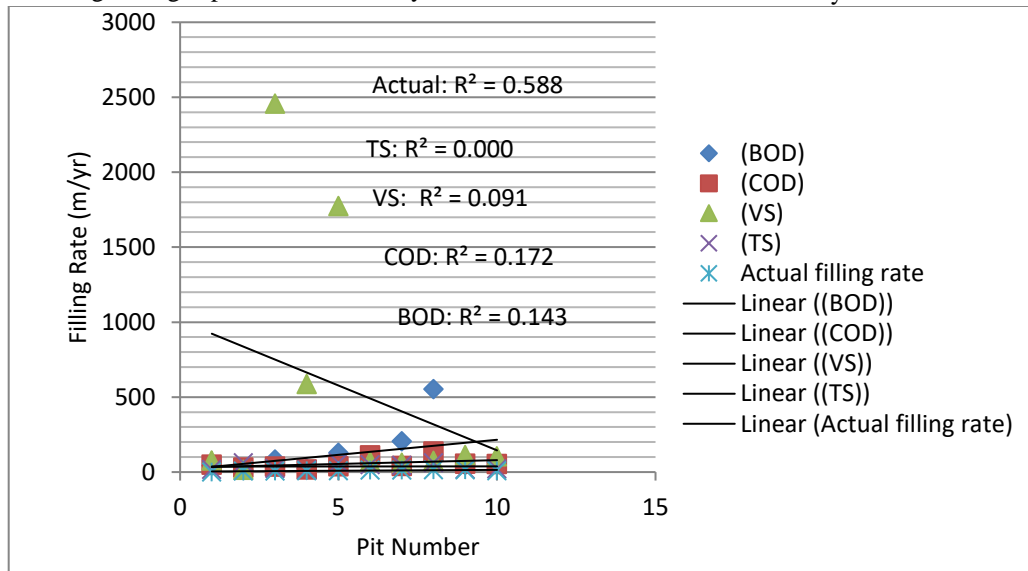 3000
2500
2000
1500
1000
500
0
Filling Rate (m/yr)
Actual: R² = 0.588
TS: R² = 0.000
VS: R² = 0.091
COD: R² = 0.172
BOD: R² = 0.143
0 5 10 15
Pit Number
(BOD)
(COD)
(VS)
(TS)
Actual filling rate
Linear ((BOD))
Linear ((COD))
Linear ((VS))
Linear ((TS))
Linear (Actual filling rate)